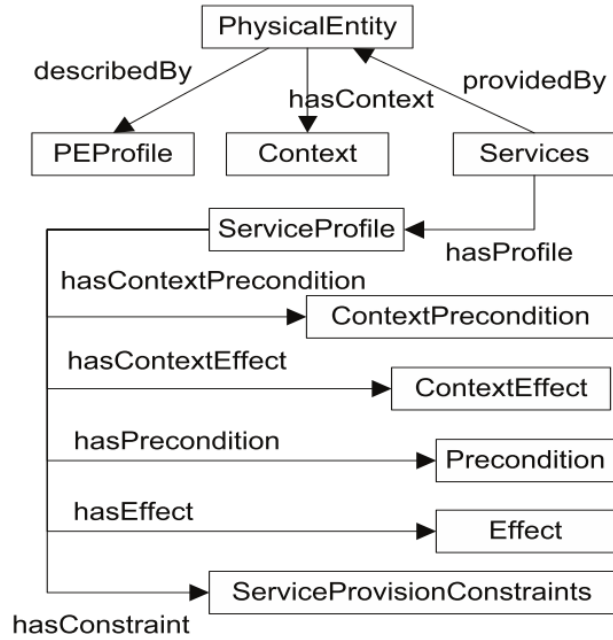 PhysicalEntity
describedBy
hasContext
providedBy
PEProfile
Context
Services
ServiceProfile
hasProfile
hasContextPrecondition
ContextPrecondition
hasContextEffect
ContextEffect
hasPrecondition
Precondition
hasEffect
Effect
ServiceProvisionConstraints
hasConstraint